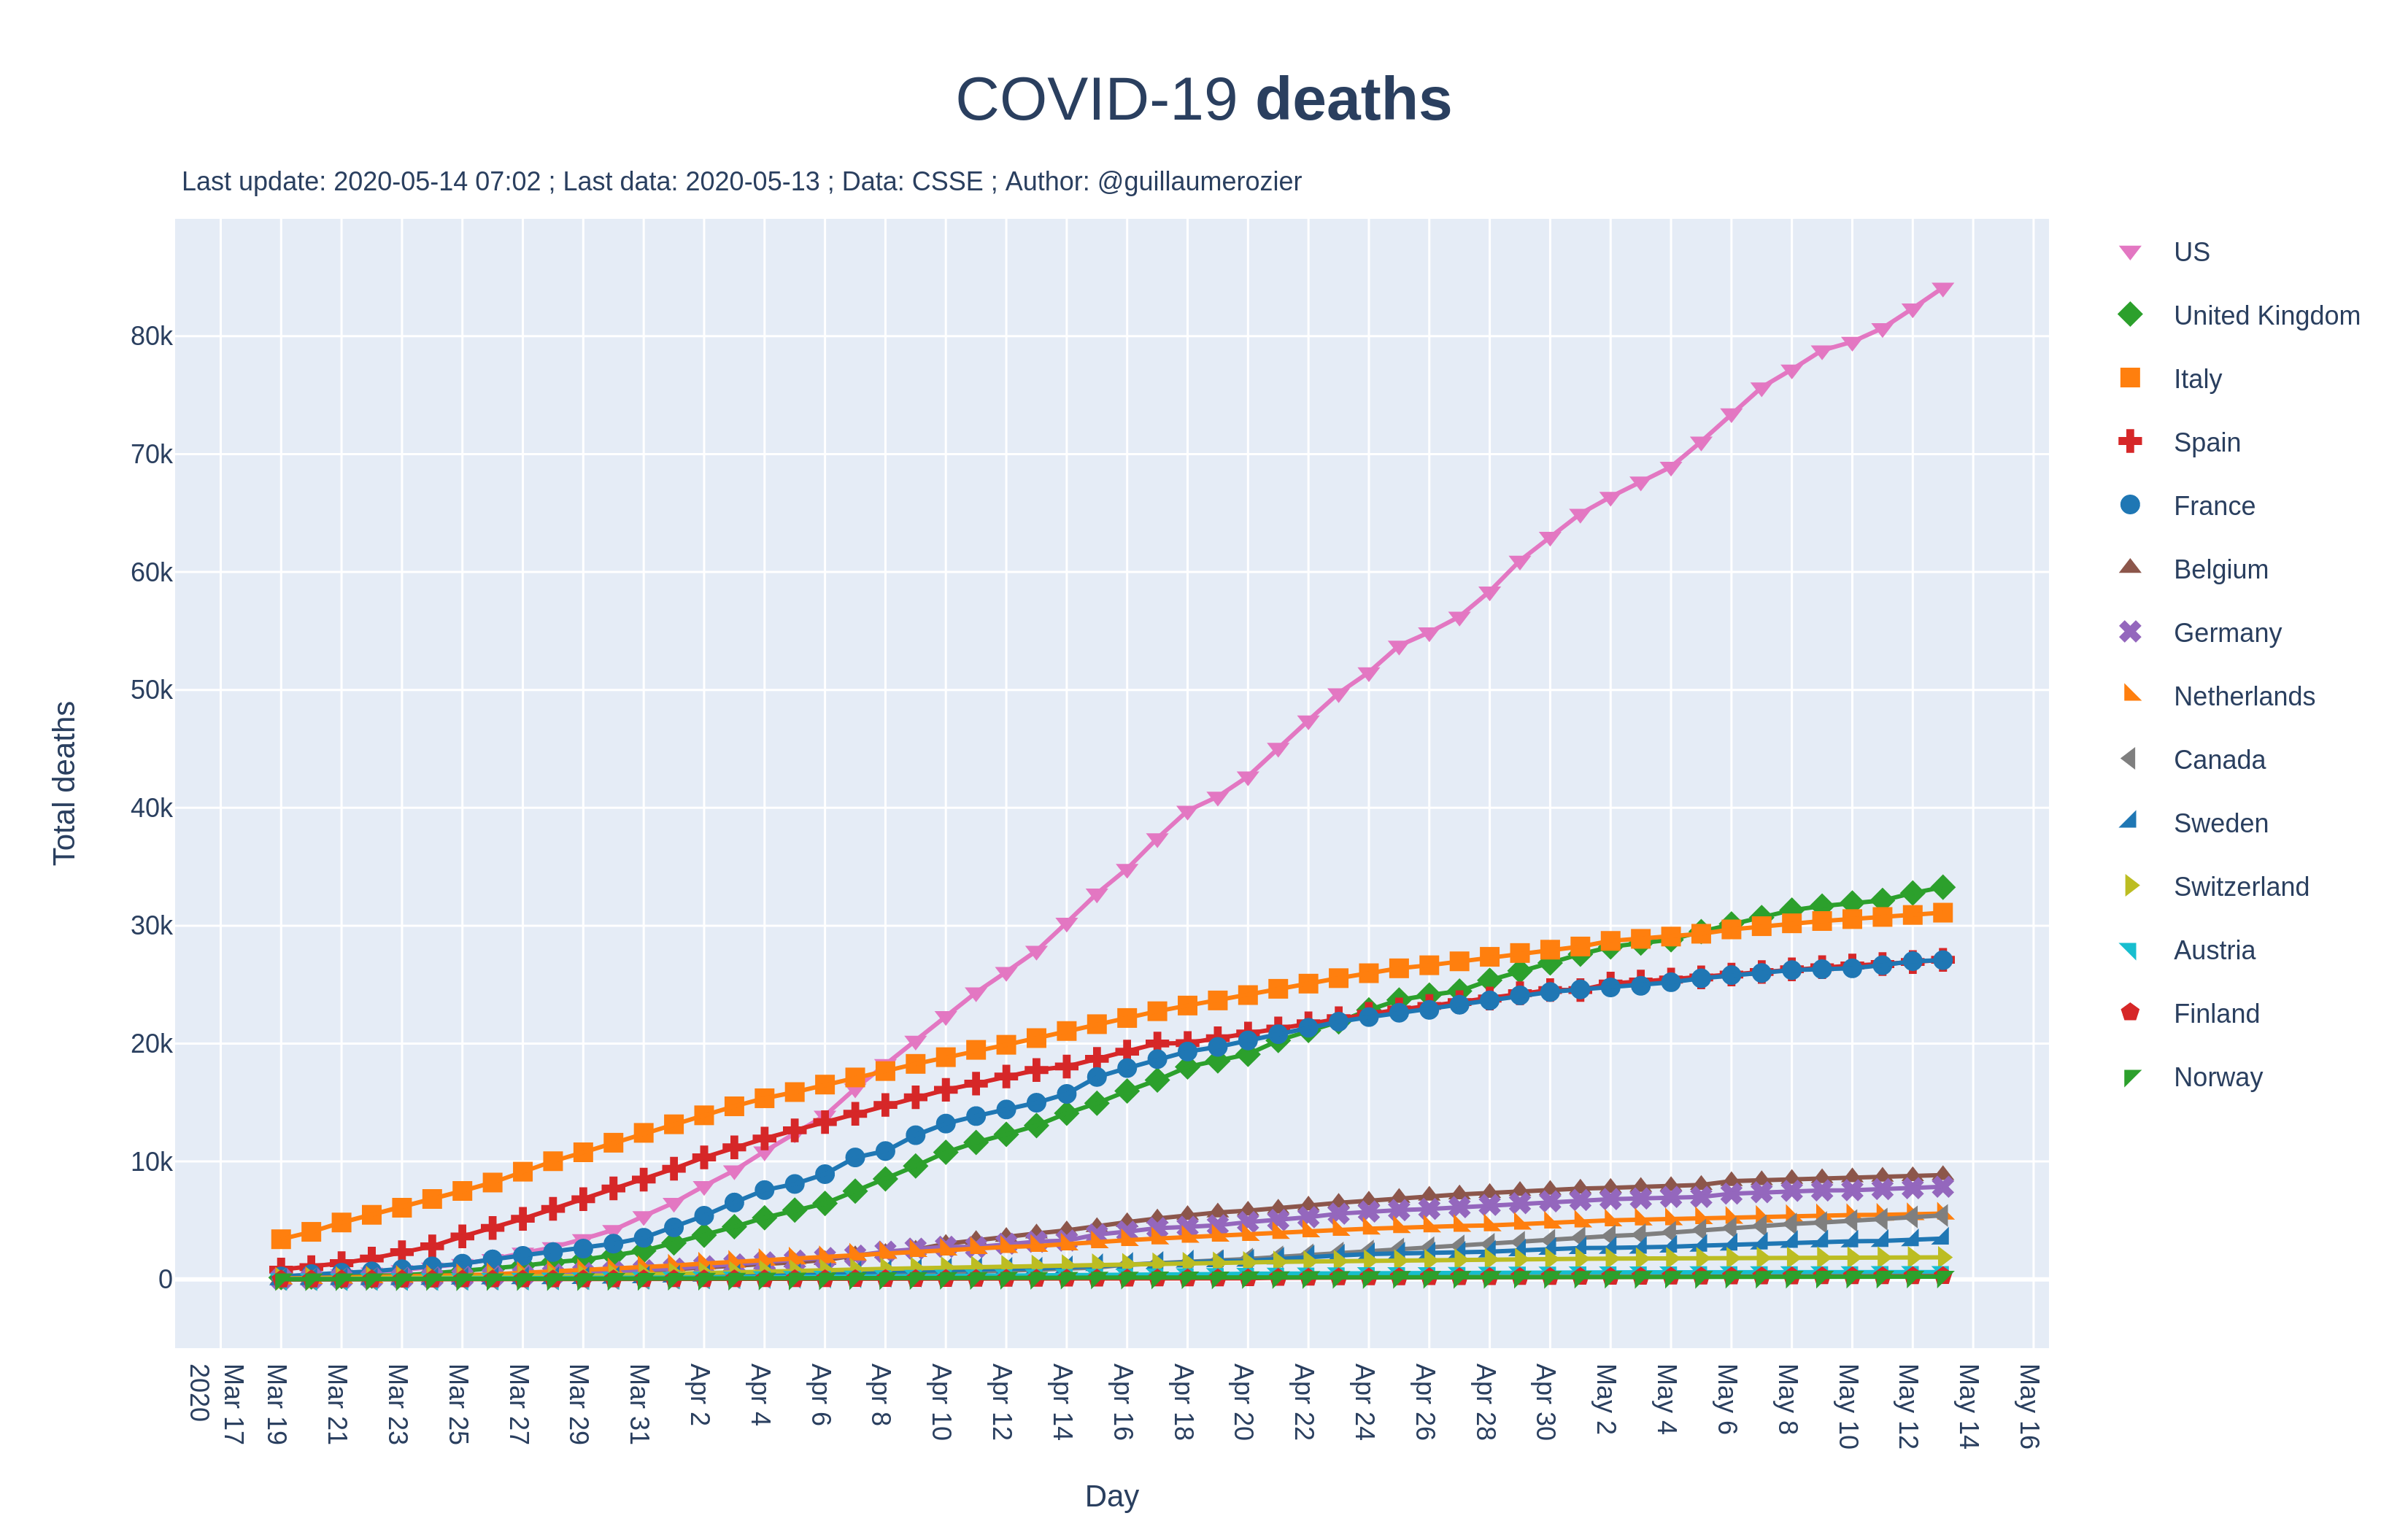 COVID-19 deaths
Last update: 2020-05-14 07:02 ; Last data: 2020-05-13 ; Data: CSSE ; Author: @guillaumerozier
80k
70k
60k
50k
40k
30k
20k
10k
0
Total deaths
Mar 17
2020
Mar 19
Mar 21
Mar 23
Mar 25
Mar 27
Mar 29
Mar 31
Apr 2
Apr 4
Apr 6
Apr 8
Apr 10
Apr 12
Apr 14
Apr 16
Apr 18
Apr 20
Apr 22
Apr 24
Apr 26
Apr 28
Apr 30
May 2
May 4
May 6
May 8
May 10
May 12
May 14
May 16
Day
US
United Kingdom
Italy
Spain
France
Belgium
Germany
Netherlands
Canada
Sweden
Switzerland
Austria
Finland
Norway